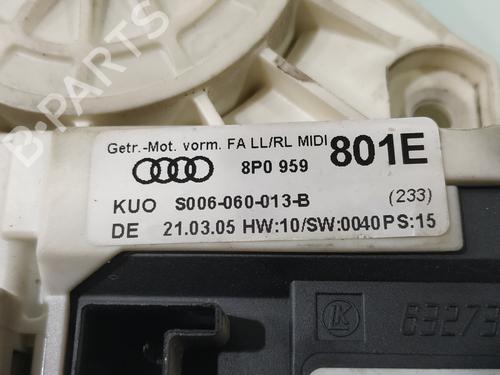 Getr.-Mot. vorm. FA LL/RL MIDI
8P0 959 801E
KUO S006-060-013-B (233)
DE 21.03.05 HW:10/SW:0040PS:15
K 63273
B-PARTS